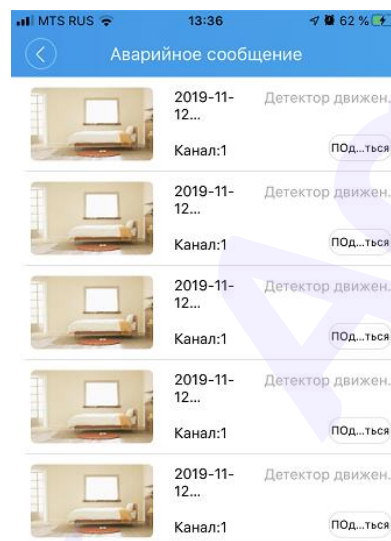 MTS RUS 13:36 62 %
Аварийное сообщение
2019-11-12... Детектор движен.
Канал:1 ПОд...ться
2019-11-12... Детектор движен.
Канал:1 ПОд...ться
2019-11-12... Детектор движен.
Канал:1 ПОд...ться
2019-11-12... Детектор движен.
Канал:1 ПОд...ться
2019-11-12... Детектор движен.
Канал:1 ПОд...ться